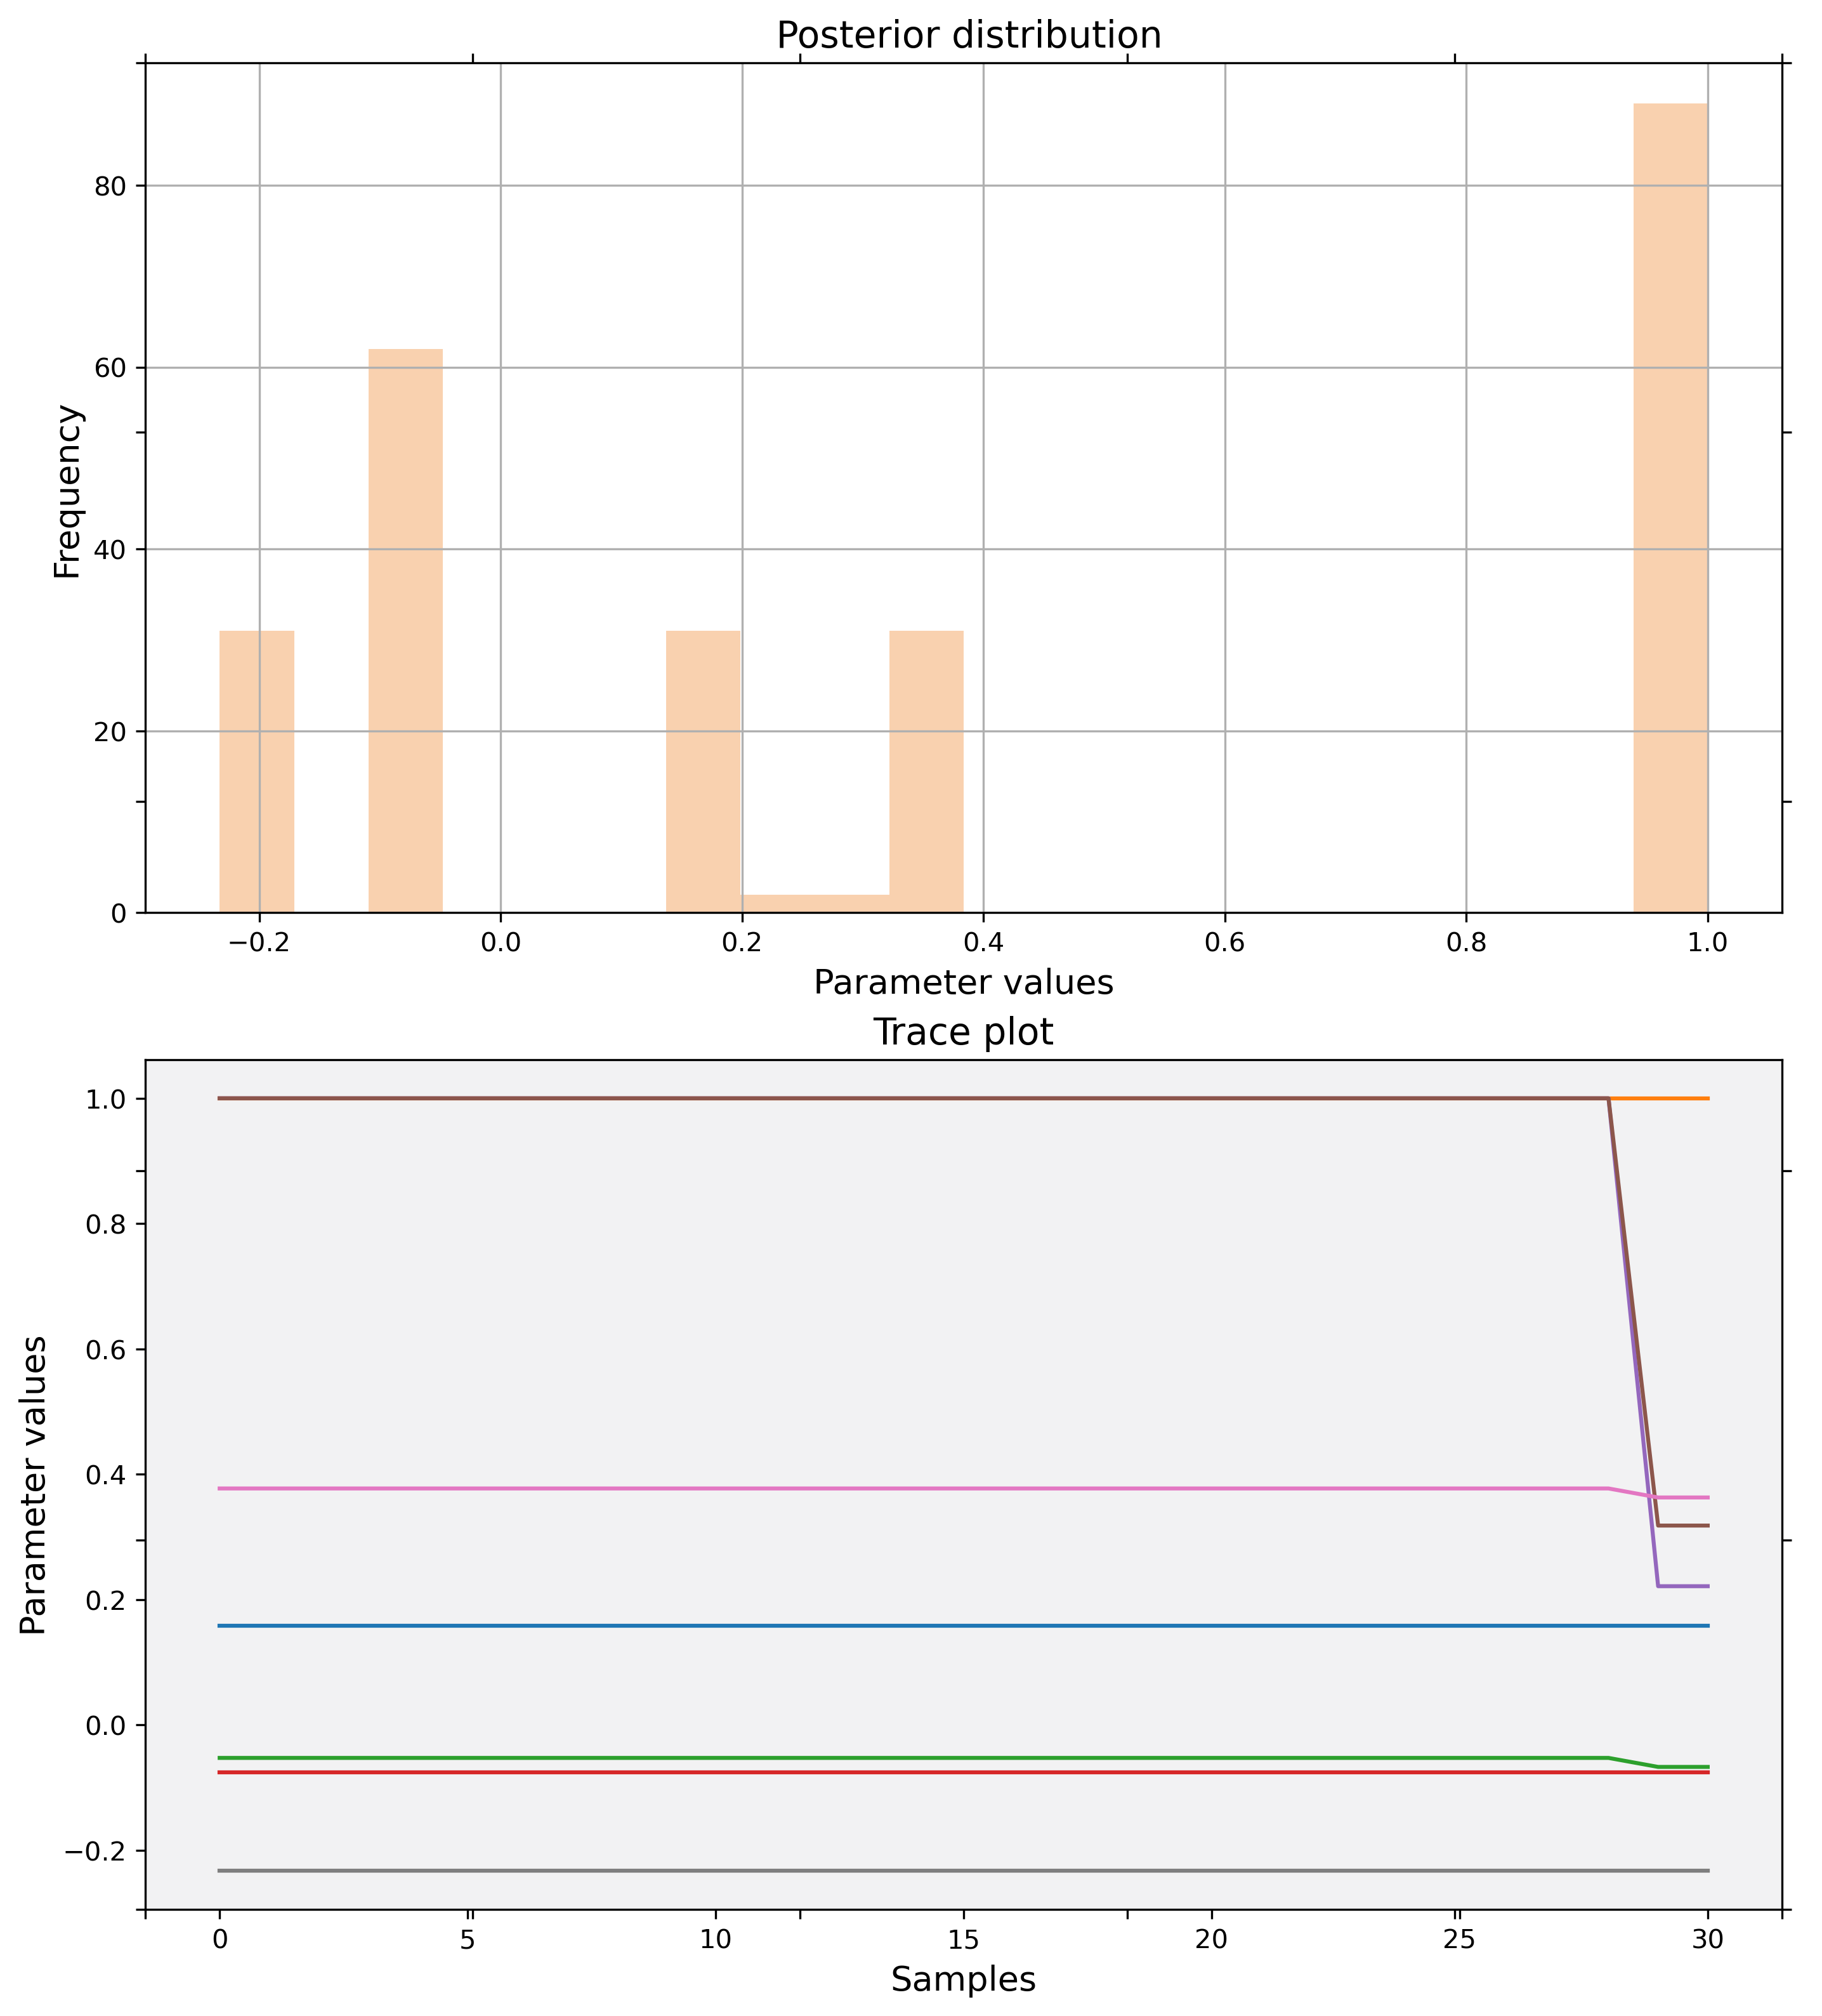 Posterior distribution
80
60
40
20
0
Frequency
−0.2 0.0 0.2 0.4 0.6 0.8 1.0
Parameter values
Trace plot
1.0
0.8
0.6
0.4
0.2
0.0
−0.2
Parameter values
0 5 10 15 20 25 30
Samples